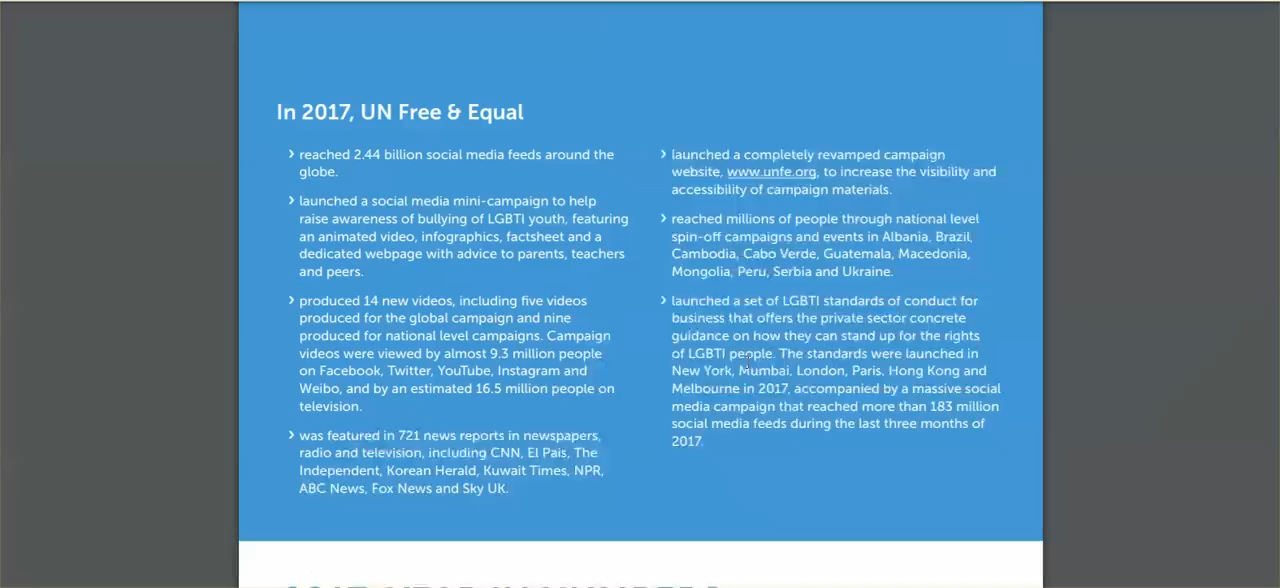 In 2017, UN Free & Equal
› reached 2.44 billion social media feeds around the
globe.
› launched a social media mini-campaign to help
raise awareness of bullying of LGBTI youth, featuring
an animated video, infographics, factsheet and a
dedicated webpage with advice to parents, teachers
and peers.
› produced 14 new videos, including five videos
produced for the global campaign and nine
produced for national level campaigns. Campaign
videos were viewed by almost 9.3 million people
on Facebook, Twitter, YouTube, Instagram and
Weibo, and by an estimated 16.5 million people on
television.
› was featured in 721 news reports in newspapers,
radio and television, including CNN, El Pais, The
Independent, Korean Herald, Kuwait Times, NPR,
ABC News, Fox News and Sky UK.
› launched a completely revamped campaign
website, www.unfe.org, to increase the visibility and
accessibility of campaign materials.
› reached millions of people through national level
spin-off campaigns and events in Albania, Brazil,
Cambodia, Cabo Verde, Guatemala, Macedonia,
Mongolia, Peru, Serbia and Ukraine.
› launched a set of LGBTI standards of conduct for
business that offers the private sector concrete
guidance on how they can stand up for the rights
of LGBTI people. The standards were launched in
New York, Mumbai, London, Paris, Hong Kong and
Melbourne in 2017, accompanied by a massive social
media campaign that reached more than 183 million
social media feeds during the last three months of
2017.